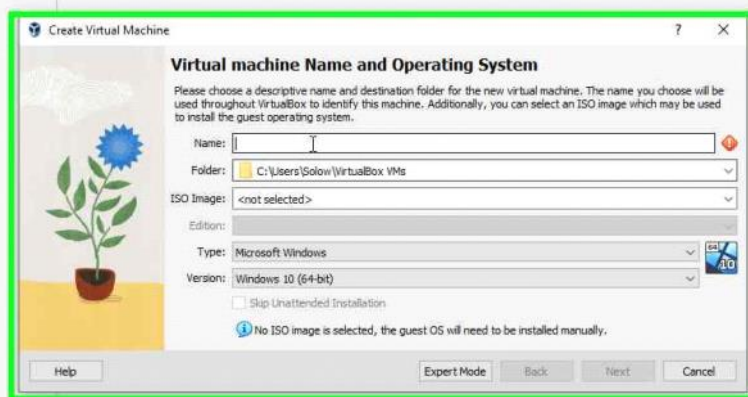 Create Virtual Machine
? X
Virtual machine Name and Operating System
Please choose a descriptive name and destination folder for the new virtual machine. The name you choose will be
used throughout VirtualBox to identify this machine. Additionally, you can select an ISO image which may be used
to install the guest operating system.
Name:
Folder: C:\Users\Solow\VirtualBox VMs
ISO Image: <not selected>
Edition:
Type: Microsoft Windows
64
10
Version: Windows 10 (64-bit)
Skip Unattended Installation
No ISO image is selected, the guest OS will need to be installed manually.
Help Expert Mode Back Next Cancel